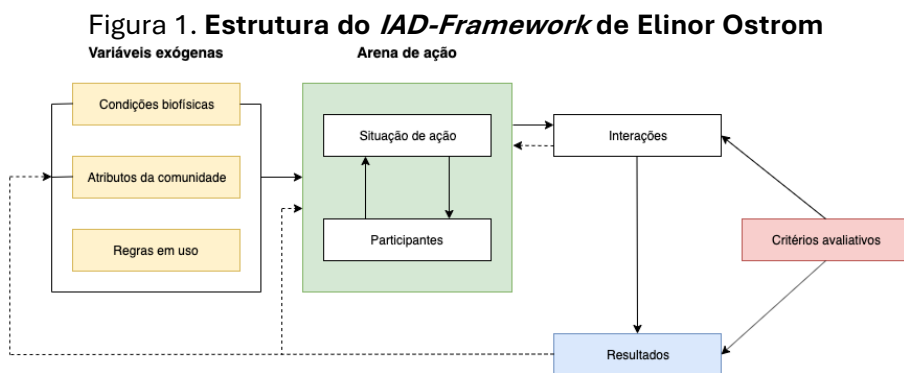 Figura 1. Estrutura do IAD-Framework de Elinor Ostrom
Variáveis exógenas
Arena de ação
Condições biofísicas
Situação de ação
Interações
Atributos da comunidade
Participantes
Critérios avaliativos
Regras em uso
Resultados